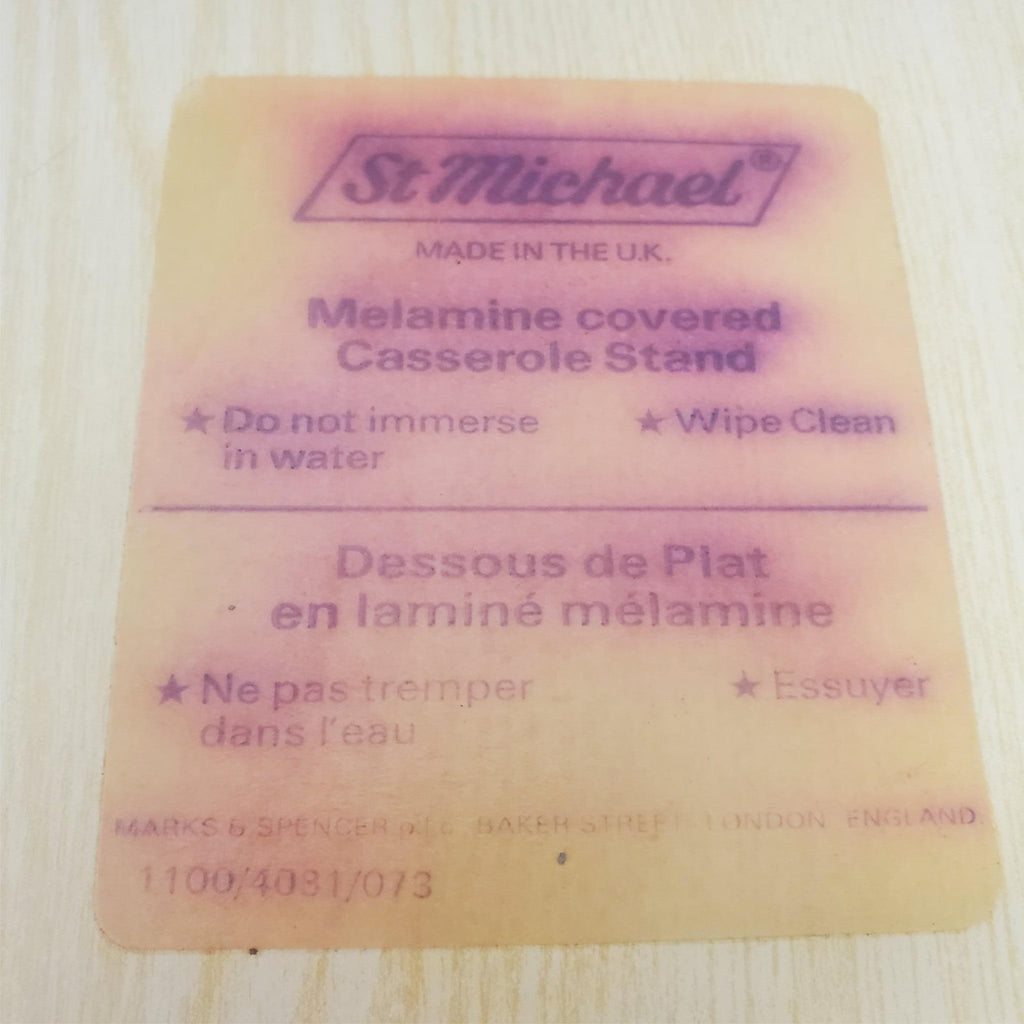 St Michael®
MADE IN THE U.K.
Melamine covered
Casserole Stand
★ Do not immerse
in water
★ Wipe Clean
Dessous de Plat
en laminé mélamine
★ Ne pas tremper
dans l'eau
★ Essuyer
MARKS & SPENCER p.l.c. BAKER STREET LONDON ENGLAND
1100/4031/073